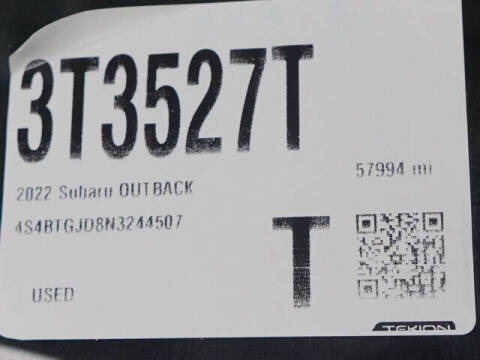 3T3527T
2022 Subaru OUTBACK
57994 mi
4S4BTGJD8N3244507
T
USED
TEKION